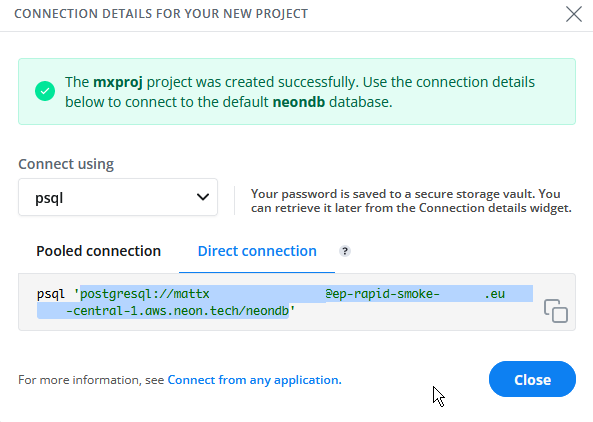 CONNECTION DETAILS FOR YOUR NEW PROJECT
The mxproj project was created successfully. Use the connection details
below to connect to the default neondb database.
Connect using
psql
Your password is saved to a secure storage vault. You
can retrieve it later from the Connection details widget.
Pooled connection
Direct connection
?
psql 'postgresql://mattx @ep-rapid-smoke- .eu
-central-1.aws.neon.tech/neondb'
For more information, see Connect from any application.
Close